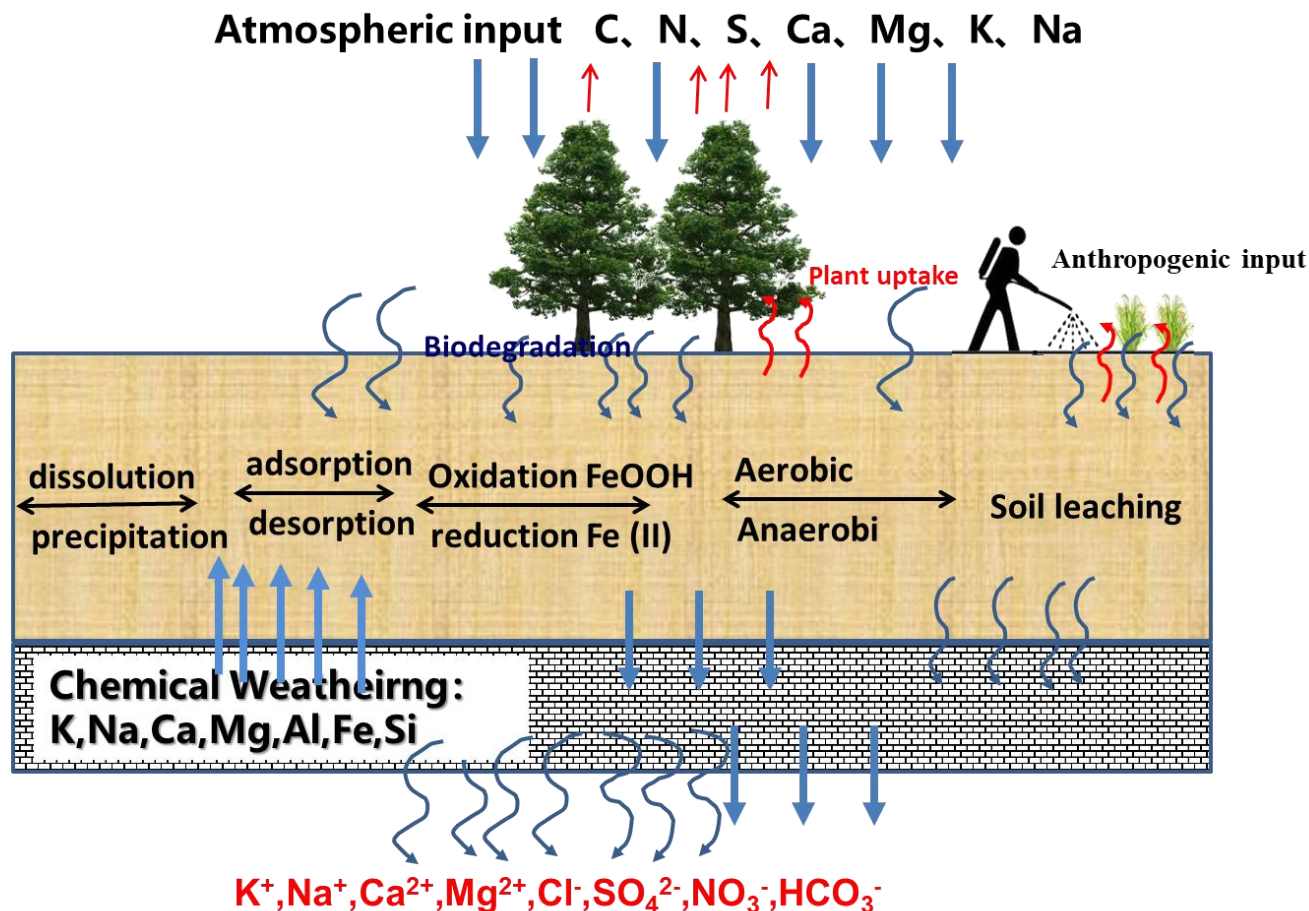 Atmospheric input C、N、S、Ca、Mg、K、Na
Plant uptake
Anthropogenic input
Biodegradation
dissolution
precipitation
adsorption
desorption
Oxidation FeOOH
reduction Fe (II)
Aerobic
Anaerobi
Soil leaching
Chemical Weatheirng：
K,Na,Ca,Mg,Al,Fe,Si
K⁺,Na⁺,Ca²⁺,Mg²⁺,Cl⁻,SO₄²⁻,NO₃⁻,HCO₃⁻